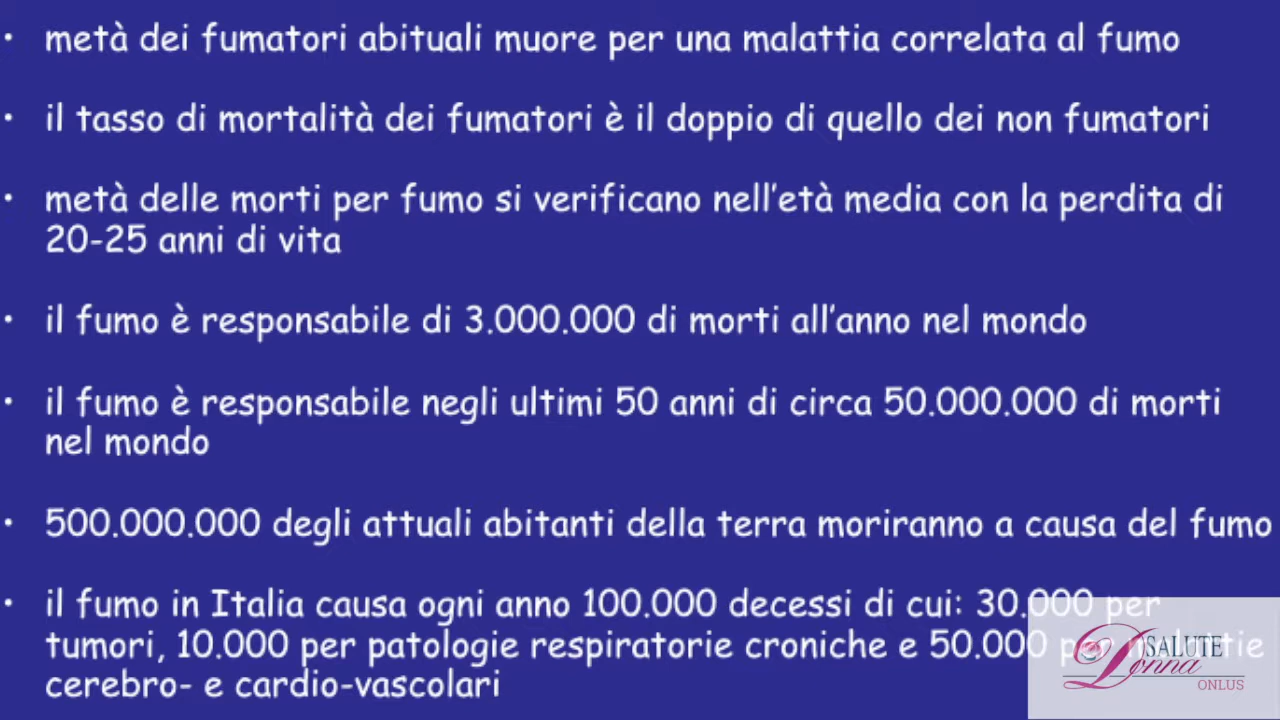 • metà dei fumatori abituali muore per una malattia correlata al fumo
• il tasso di mortalità dei fumatori è il doppio di quello dei non fumatori
• metà delle morti per fumo si verificano nell'età media con la perdita di
20-25 anni di vita
• il fumo è responsabile di 3.000.000 di morti all'anno nel mondo
• il fumo è responsabile negli ultimi 50 anni di circa 50.000.000 di morti
nel mondo
• 500.000.000 degli attuali abitanti della terra moriranno a causa del fumo
• il fumo in Italia causa ogni anno 100.000 decessi di cui: 30.000 per
tumori, 10.000 per patologie respiratorie croniche e 50.000 per malattie
cerebro- e cardio-vascolari
SALUTE
Donna
ONLUS